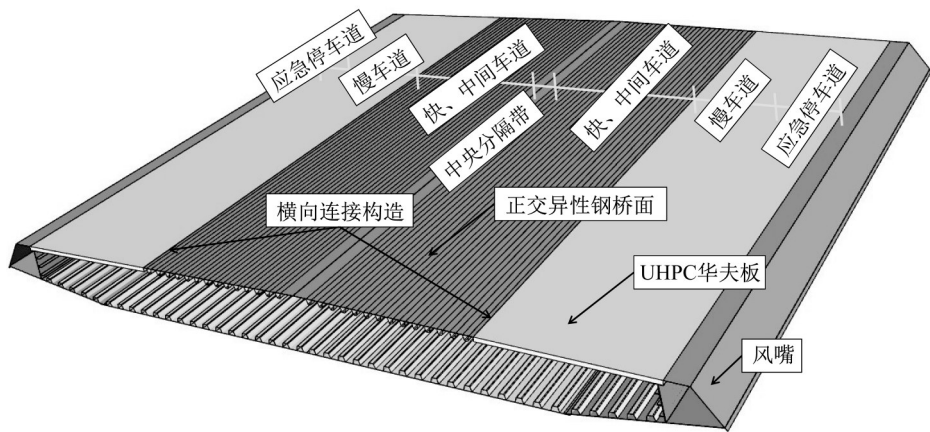 应急停车道
慢车道
快、中间车道
中央分隔带
快、中间车道
慢车道
应急停车道
横向连接构造
正交异性钢桥面
UHPC华夫板
风嘴